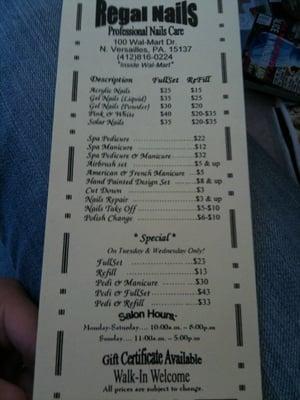 Regal Nails
Professional Nails Care
100 Wal-Mart Dr.
N. Versailles, PA. 15137
(412)816-0224
"Inside Wal-Mart"
Description FullSet ReFill
Acrylic Nails $25 $15
Gel Nails (Liquid) $35 $25
Gel Nails (Powder) $30 $20
Pink & White $40 $20-$35
Solar Nails $35 $20-$35
Spa Pedicure ........................ $22
Spa Manicure ........................ $12
Spa Pedicure & Manicure ............ $32
Airbrush set ........................ $5 & up
American & French Manicure ... $5
Hand Painted Design Set ...... $8 & up
Cut Down ........................ $3
Nails Repair ........................ $3 & up
Nails Take Off ........................ $5-$10
Polish Change ........................ $6-$10
* Special *
On Tuesday & Wednesday Only!
FullSet ........................ $23
Refill ........................ $13
Pedi & Manicure .................. $30
Pedi & FullSet .................. $43
Pedi & Refill .................. $33
Salon Hours:
Monday-Saturday.... 10:00a.m. – 8:00p.m
Sunday.... 11:00a.m. – 5:00p.m
Gift Certificate Available
Walk-In Welcome
All prices are subject to change.